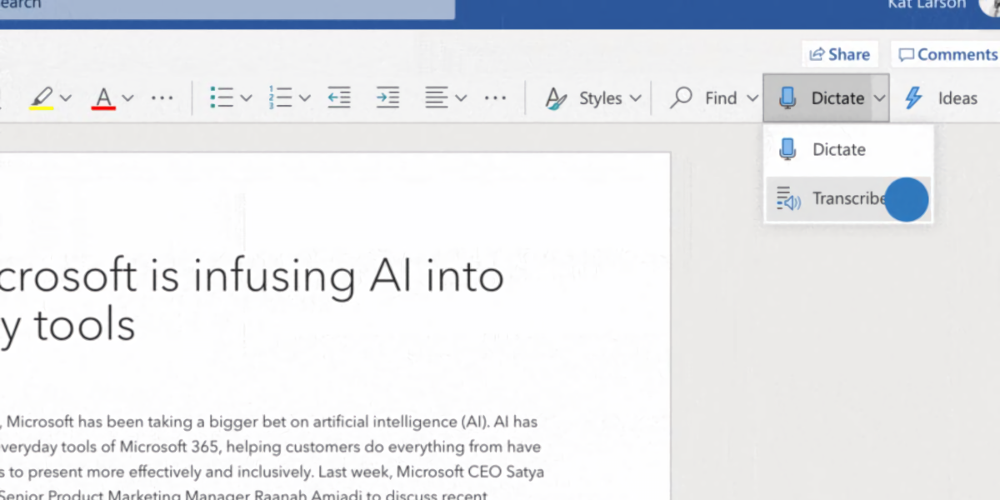 earch
Kat Larson
Share
Comments
Styles
Find
Dictate
Ideas
Dictate
Transcribe
crosoft is infusing AI into
y tools
, Microsoft has been taking a bigger bet on artificial intelligence (AI). AI has
veryday tools of Microsoft 365, helping customers do everything from have
s to present more effectively and inclusively. Last week, Microsoft CEO Satya
Senior Product Marketing Manager Raanah Amjadi to discuss recent